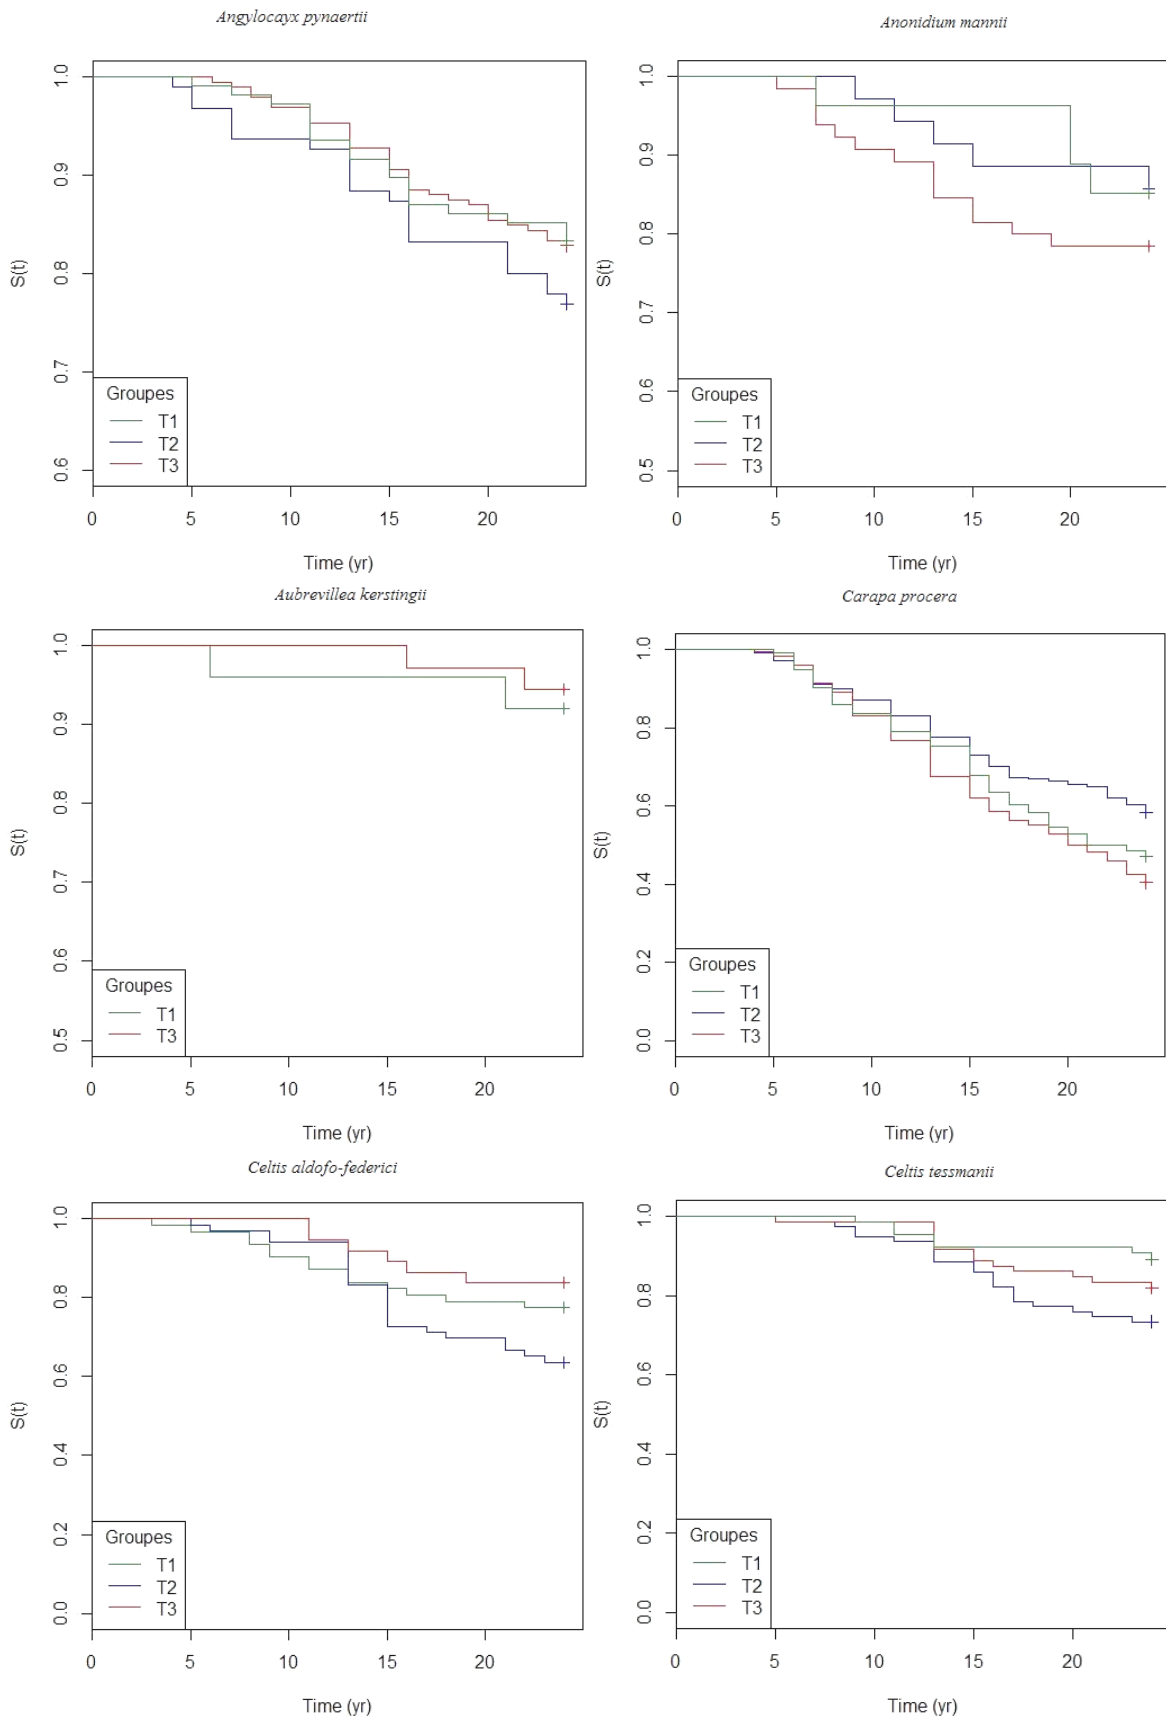 Angylocayx pynaertii
1.0
0.9
0.8
0.7
0.6
S(t)
Groupes
T1
T2
T3
0 5 10 15 20
Time (yr)
Anonidium mannii
1.0
0.9
0.8
0.7
0.6
0.5
S(t)
Groupes
T1
T2
T3
0 5 10 15 20
Time (yr)
Aubrevillea kerstingii
1.0
0.9
0.8
0.7
0.6
0.5
S(t)
Groupes
T1
T3
0 5 10 15 20
Time (yr)
Carapa procera
1.0
0.8
0.6
0.4
0.2
0.0
S(t)
Groupes
T1
T2
T3
0 5 10 15 20
Time (yr)
Celtis aldofo-federici
1.0
0.8
0.6
0.4
0.2
0.0
S(t)
Groupes
T1
T2
T3
0 5 10 15 20
Time (yr)
Celtis tessmanii
1.0
0.8
0.6
0.4
0.2
0.0
S(t)
Groupes
T1
T2
T3
0 5 10 15 20
Time (yr)